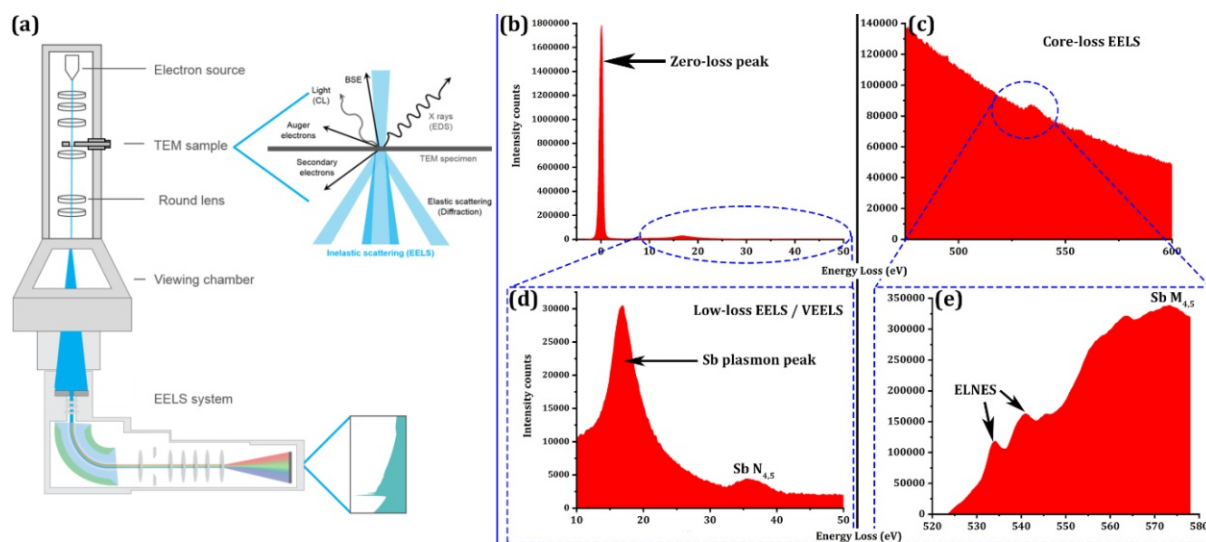 (a)
Electron source
TEM sample
Round lens
Viewing chamber
EELS system
Light
(CL)
BSE
X rays
(EDS)
Auger
electrons
TEM specimen
Secondary
electrons
Elastic scattering
(Diffraction)
Inelastic scattering (EELS)
(b)
Zero-loss peak
Intensity counts
1800000
1600000
1400000
1200000
1000000
800000
600000
400000
200000
0
0
10
20
30
40
50
(c)
Core-loss EELS
140000
120000
100000
80000
60000
40000
20000
0
500
550
600
Energy Loss (eV)
(d)
Low-loss EELS / VEELS
Sb plasmon peak
Sb N4,5
Intensity counts
30000
25000
20000
15000
10000
5000
0
10
20
30
40
50
(e)
Sb M4,5
ELNES
350000
300000
250000
200000
150000
100000
50000
0
520
530
540
550
560
570
580
Energy Loss (eV)